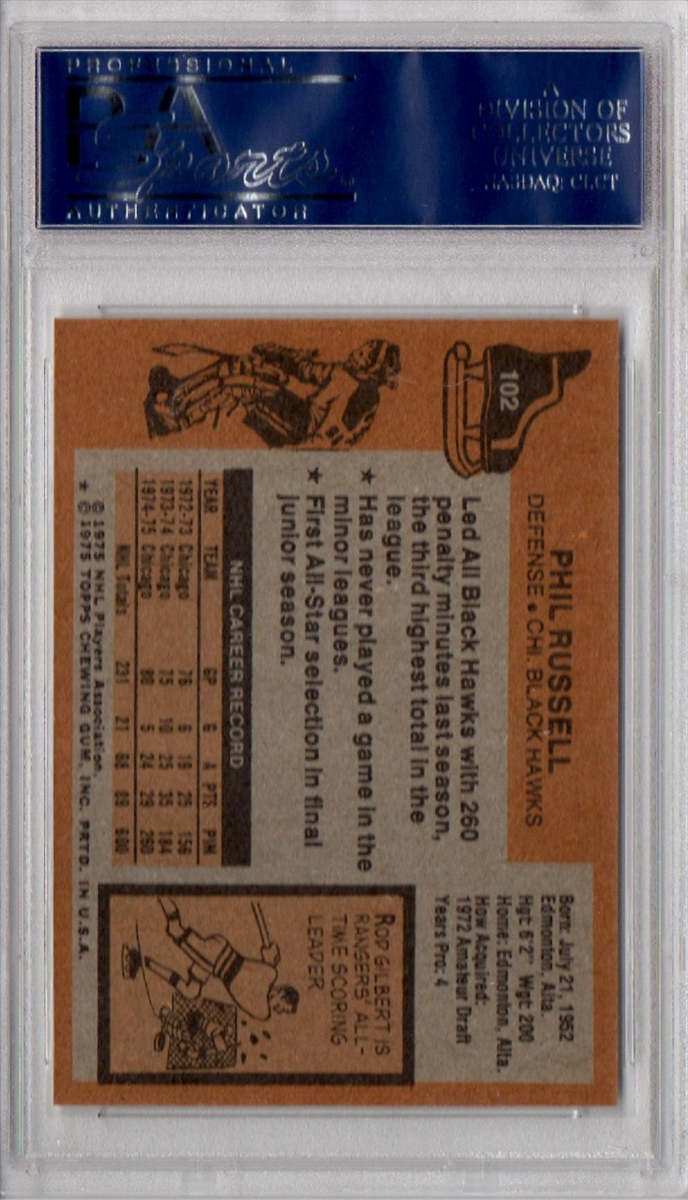 PROFESSIONAL
PSA
Sports
AUTHENTICATOR
A
DIVISION OF
COLLECTORS
UNIVERSE
NASDAQ: CLCT
102
PHIL RUSSELL
DEFENSE • CHI. BLACK HAWKS
Led All Black Hawks with 260
penalty minutes last season,
the third highest total in the
league.
★ Has never played a game in the
minor leagues.
★ First All-Star selection in final
junior season.
Born: July 21, 1952
Edmonton, Alta.
Hgt: 6'2" Wgt: 200
Home: Edmonton, Alta.
How Acquired:
1972 Amateur Draft
Years Pro: 4
NHL CAREER RECORD
YEAR TEAM GP G A PTS. PIM
1972-73 Chicago 76 6 19 25 156
1973-74 Chicago 75 10 25 35 184
1974-75 Chicago 80 5 24 29 260
NHL Totals 231 21 68 89 600
ROD GILBERT IS
RANGERS' ALL-
TIME SCORING
LEADER
© 1975 NHL Players Association.
★ © 1975 TOPPS CHEWING GUM, INC. PRTD. IN U.S.A.